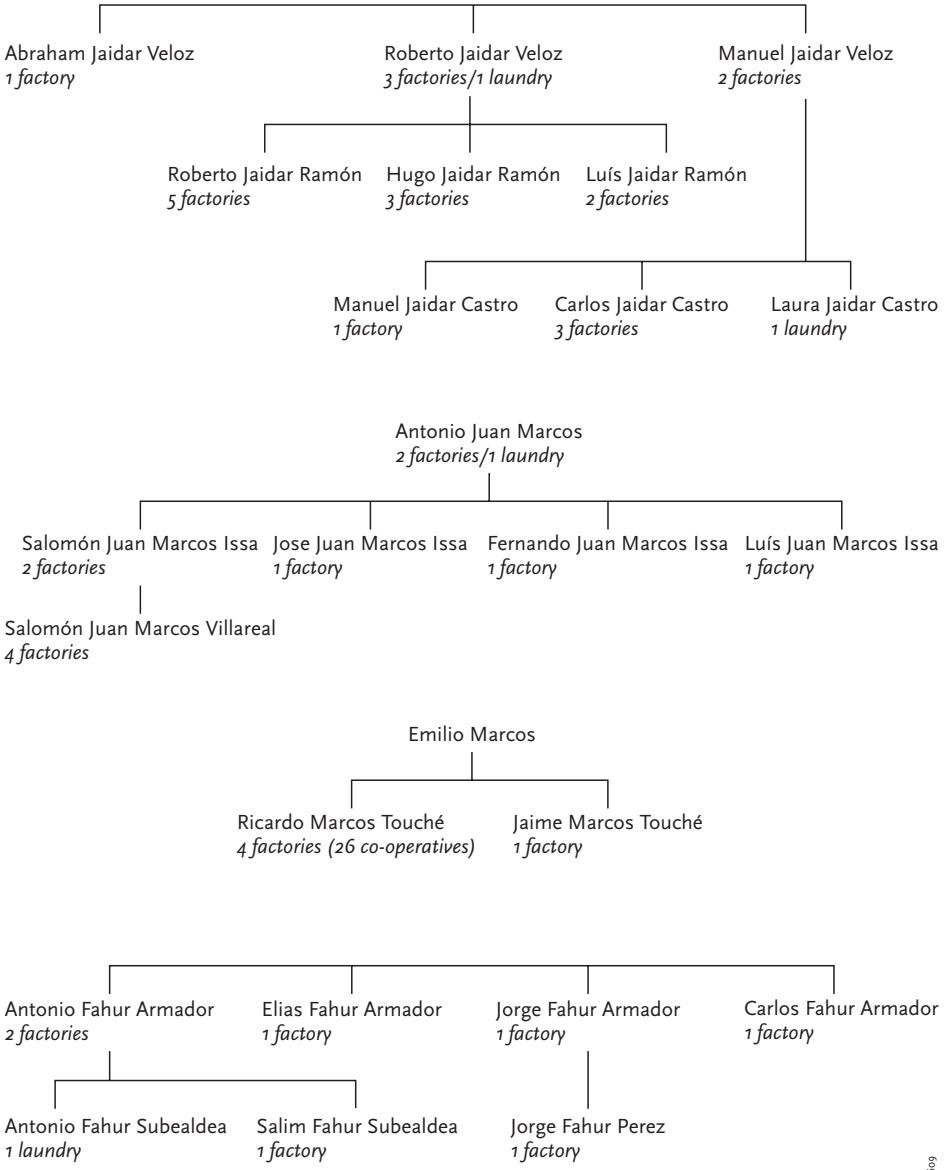 Abraham Jaidar Veloz
1 factory
Roberto Jaidar Veloz
3 factories/1 laundry
Manuel Jaidar Veloz
2 factories
Roberto Jaidar Ramón
5 factories
Hugo Jaidar Ramón
3 factories
Luís Jaidar Ramón
2 factories
Manuel Jaidar Castro
1 factory
Carlos Jaidar Castro
3 factories
Laura Jaidar Castro
1 laundry
Antonio Juan Marcos
2 factories/1 laundry
Salomón Juan Marcos Issa
2 factories
Jose Juan Marcos Issa
1 factory
Fernando Juan Marcos Issa
1 factory
Luís Juan Marcos Issa
1 factory
Salomón Juan Marcos Villareal
4 factories
Emilio Marcos
Ricardo Marcos Touché
4 factories (26 co-operatives)
Jaime Marcos Touché
1 factory
Antonio Fahur Armador
2 factories
Elias Fahur Armador
1 factory
Jorge Fahur Armador
1 factory
Carlos Fahur Armador
1 factory
Antonio Fahur Subealdea
1 laundry
Salim Fahur Subealdea
1 factory
Jorge Fahur Perez
1 factory